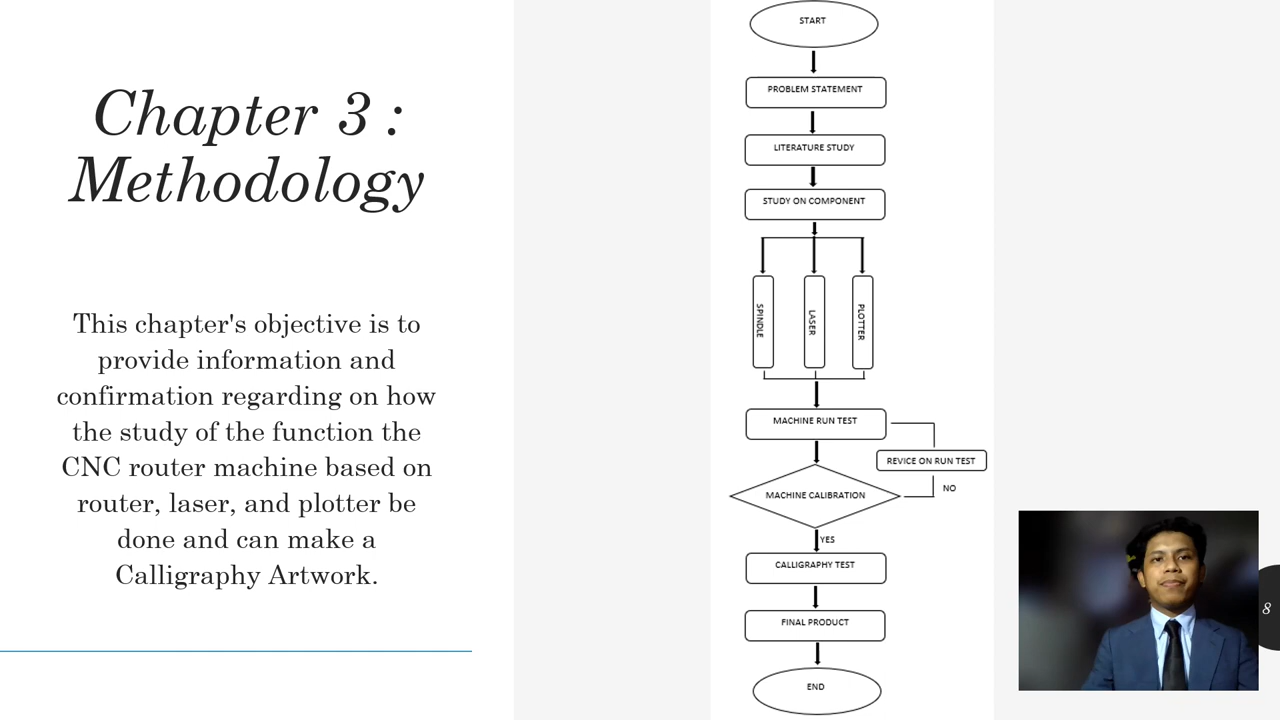 Chapter 3 :
Methodology
This chapter's objective is to
provide information and
confirmation regarding on how
the study of the function the
CNC router machine based on
router, laser, and plotter be
done and can make a
Calligraphy Artwork.
START
PROBLEM STATEMENT
LITERATURE STUDY
STUDY ON COMPONENT
SPINDLE
LASER
PLOTTER
MACHINE RUN TEST
REVICE ON RUN TEST
NO
MACHINE CALIBRATION
YES
CALLIGRAPHY TEST
FINAL PRODUCT
END
8